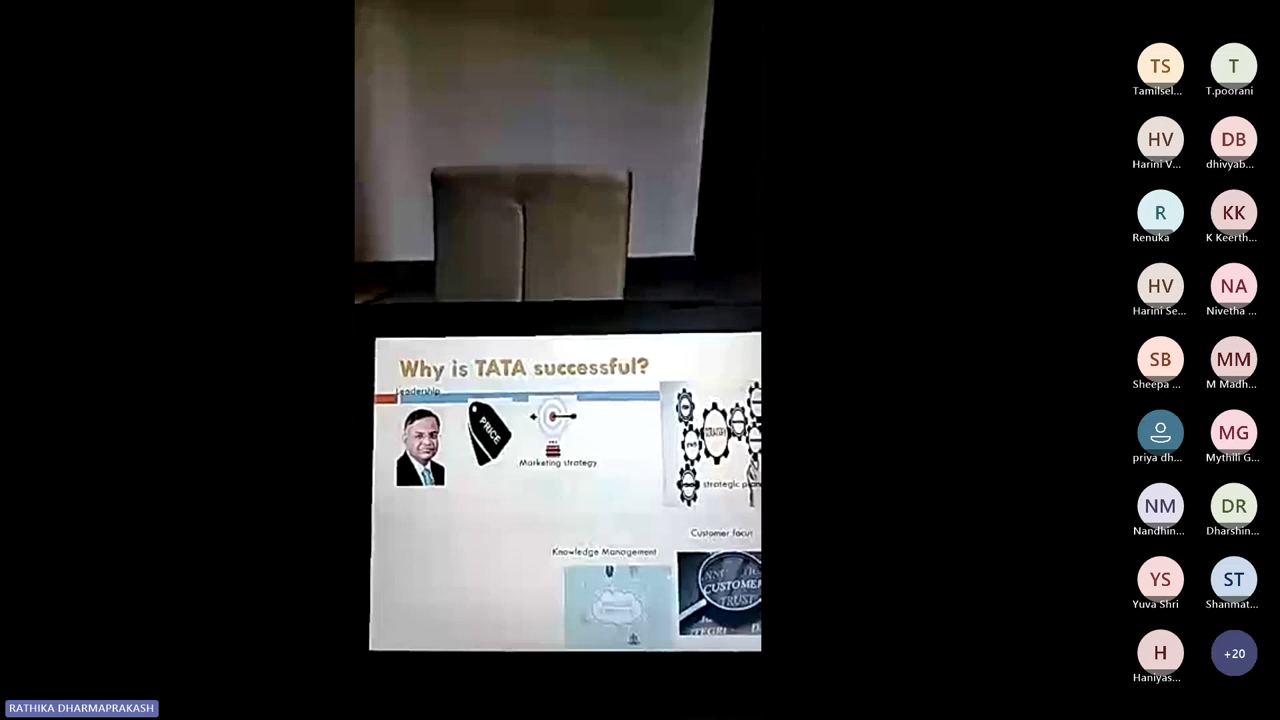 Why is TATA successful?
Leadership
PRICE
Marketing strategy
strategic plan
Customer focus
Knowledge Management
CUSTOMER
TRUST
TS
Tamilsel...
T
T.poorani
HV
Harini V...
DB
dhivyab...
R
Renuka
KK
K Keerth...
HV
Harini Se...
NA
Nivetha ...
SB
Sheepa ...
MM
M Madh...
priya dh...
MG
Mythili G...
NM
Nandhin...
DR
Dharshin...
YS
Yuva Shri
ST
Shanmat...
H
Haniyas...
+20
RATHIKA DHARMAPRAKASH